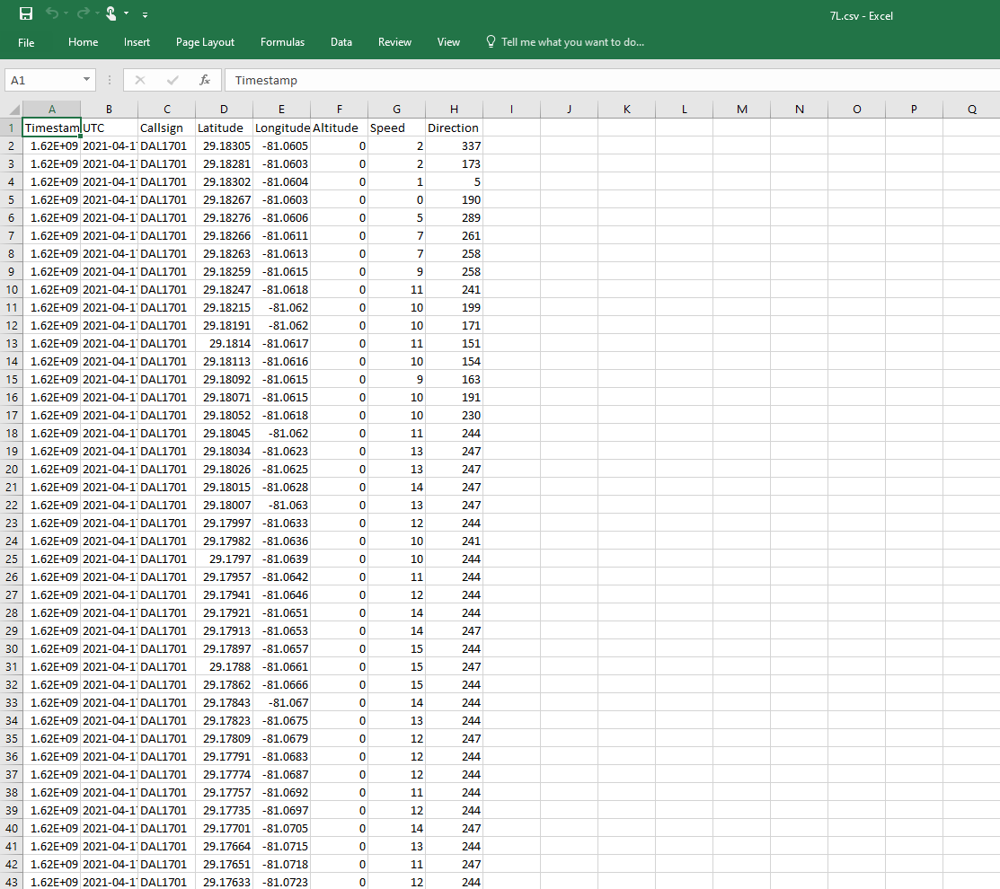 7L.csv - Excel
File Home Insert Page Layout Formulas Data Review View Tell me what you want to do...
A1 fx Timestamp
A B C D E F G H I J K L M N O P Q
1 Timestam UTC Callsign Latitude Longitude Altitude Speed Direction
2 1.62E+09 2021-04-1 DAL1701 29.18305 -81.0605 0 2 337
3 1.62E+09 2021-04-1 DAL1701 29.18281 -81.0603 0 2 173
4 1.62E+09 2021-04-1 DAL1701 29.18302 -81.0604 0 1 5
5 1.62E+09 2021-04-1 DAL1701 29.18267 -81.0603 0 0 190
6 1.62E+09 2021-04-1 DAL1701 29.18276 -81.0606 0 5 289
7 1.62E+09 2021-04-1 DAL1701 29.18266 -81.0611 0 7 261
8 1.62E+09 2021-04-1 DAL1701 29.18263 -81.0613 0 7 258
9 1.62E+09 2021-04-1 DAL1701 29.18259 -81.0615 0 9 258
10 1.62E+09 2021-04-1 DAL1701 29.18247 -81.0618 0 11 241
11 1.62E+09 2021-04-1 DAL1701 29.18215 -81.062 0 10 199
12 1.62E+09 2021-04-1 DAL1701 29.18191 -81.062 0 10 171
13 1.62E+09 2021-04-1 DAL1701 29.1814 -81.0617 0 11 151
14 1.62E+09 2021-04-1 DAL1701 29.18113 -81.0616 0 10 154
15 1.62E+09 2021-04-1 DAL1701 29.18092 -81.0615 0 9 163
16 1.62E+09 2021-04-1 DAL1701 29.18071 -81.0615 0 10 191
17 1.62E+09 2021-04-1 DAL1701 29.18052 -81.0618 0 10 230
18 1.62E+09 2021-04-1 DAL1701 29.18045 -81.062 0 11 244
19 1.62E+09 2021-04-1 DAL1701 29.18034 -81.0623 0 13 247
20 1.62E+09 2021-04-1 DAL1701 29.18026 -81.0625 0 13 247
21 1.62E+09 2021-04-1 DAL1701 29.18015 -81.0628 0 14 247
22 1.62E+09 2021-04-1 DAL1701 29.18007 -81.063 0 13 247
23 1.62E+09 2021-04-1 DAL1701 29.17997 -81.0633 0 12 244
24 1.62E+09 2021-04-1 DAL1701 29.17982 -81.0636 0 10 241
25 1.62E+09 2021-04-1 DAL1701 29.1797 -81.0639 0 10 244
26 1.62E+09 2021-04-1 DAL1701 29.17957 -81.0642 0 11 244
27 1.62E+09 2021-04-1 DAL1701 29.17941 -81.0646 0 12 244
28 1.62E+09 2021-04-1 DAL1701 29.17921 -81.0651 0 14 244
29 1.62E+09 2021-04-1 DAL1701 29.17913 -81.0653 0 14 247
30 1.62E+09 2021-04-1 DAL1701 29.17897 -81.0657 0 15 244
31 1.62E+09 2021-04-1 DAL1701 29.1788 -81.0661 0 15 247
32 1.62E+09 2021-04-1 DAL1701 29.17862 -81.0666 0 15 244
33 1.62E+09 2021-04-1 DAL1701 29.17843 -81.067 0 14 244
34 1.62E+09 2021-04-1 DAL1701 29.17823 -81.0675 0 13 244
35 1.62E+09 2021-04-1 DAL1701 29.17809 -81.0679 0 12 247
36 1.62E+09 2021-04-1 DAL1701 29.17791 -81.0683 0 12 244
37 1.62E+09 2021-04-1 DAL1701 29.17774 -81.0687 0 12 244
38 1.62E+09 2021-04-1 DAL1701 29.17757 -81.0692 0 11 244
39 1.62E+09 2021-04-1 DAL1701 29.17735 -81.0697 0 12 244
40 1.62E+09 2021-04-1 DAL1701 29.17701 -81.0705 0 14 247
41 1.62E+09 2021-04-1 DAL1701 29.17664 -81.0715 0 13 244
42 1.62E+09 2021-04-1 DAL1701 29.17651 -81.0718 0 11 247
43 1.62E+09 2021-04-1 DAL1701 29.17633 -81.0723 0 12 244